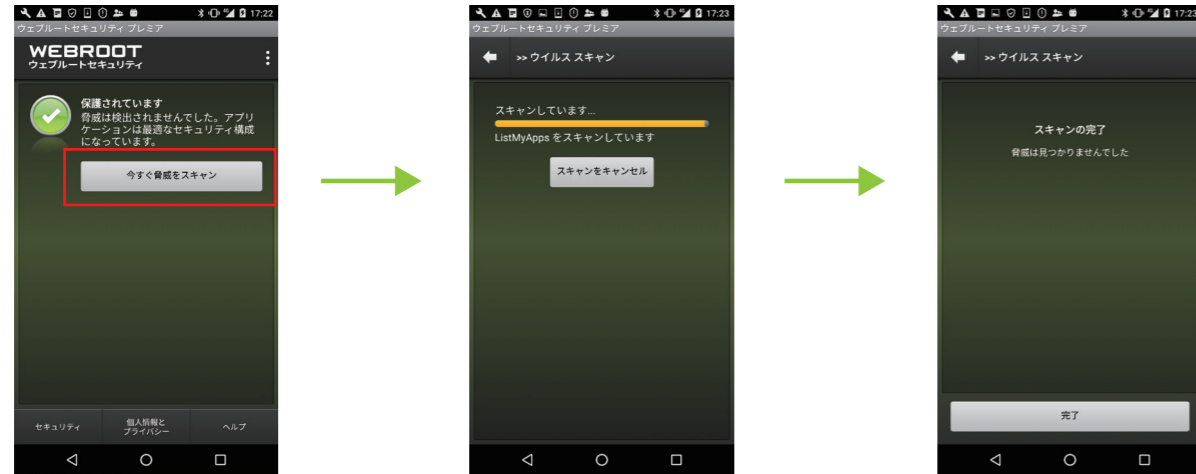 17:22
ウェブルートセキュリティ プレミア
WEBROOT
ウェブルートセキュリティ
保護されています
脅威は検出されませんでした。アプリ
ケーションは最適なセキュリティ構成
になっています。
今すぐ脅威をスキャン
セキュリティ
個人情報と
プライバシー
ヘルプ
17:23
ウェブルートセキュリティ プレミア
>> ウイルス スキャン
スキャンしています...
ListMyApps をスキャンしています
スキャンをキャンセル
17:23
ウェブルートセキュリティ プレミア
>> ウイルス スキャン
スキャンの完了
脅威は見つかりませんでした
完了